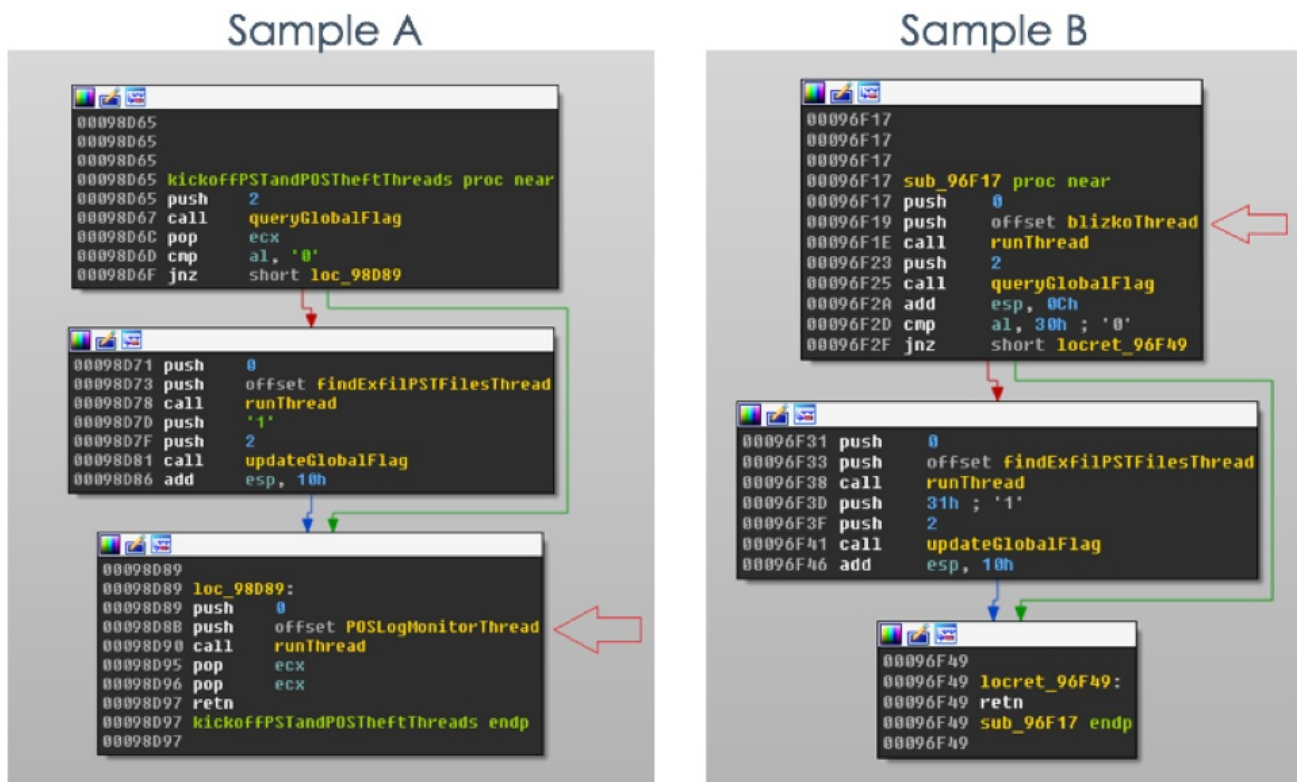 Sample A
00098D65
00098D65
00098D65
00098D65 kickoffPSTandPOSTheftThreads proc near
00098D65 push 2
00098D67 call queryGlobalFlag
00098D6C pop ecx
00098D6D cmp al, '0'
00098D6F jnz short loc_98D89
00098D71 push 0
00098D73 push offset findExfilPSTFilesThread
00098D78 call runThread
00098D7D push '1'
00098D7F push 2
00098D81 call updateGlobalFlag
00098D86 add esp, 10h
00098D89
00098D89 loc_98D89:
00098D89 push 0
00098D8B push offset POSLogMonitorThread
00098D90 call runThread
00098D95 pop ecx
00098D96 pop ecx
00098D97 retn
00098D97 kickoffPSTandPOSTheftThreads endp
00098D97
Sample B
00096F17
00096F17
00096F17
00096F17 sub_96F17 proc near
00096F17 push 0
00096F19 push offset blizkoThread
00096F1E call runThread
00096F23 push 2
00096F25 call queryGlobalFlag
00096F2A add esp, 0Ch
00096F2D cmp al, 30h ; '0'
00096F2F jnz short locret_96F49
00096F31 push 0
00096F33 push offset findExfilPSTFilesThread
00096F38 call runThread
00096F3D push 31h ; '1'
00096F3F push 2
00096F41 call updateGlobalFlag
00096F46 add esp, 10h
00096F49
00096F49 locret_96F49:
00096F49 retn
00096F49 sub_96F17 endp
00096F49